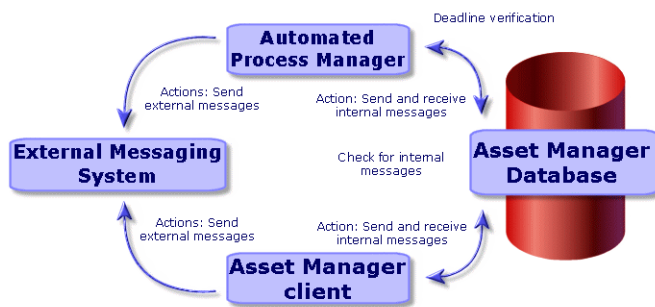 Deadline verification
Automated
Process Manager
Actions: Send
external messages
Action: Send and receive
internal messages
External Messaging
System
Check for internal
messages
Asset Manager
Database
Actions: Send
external messages
Action: Send and receive
internal messages
Asset Manager
client